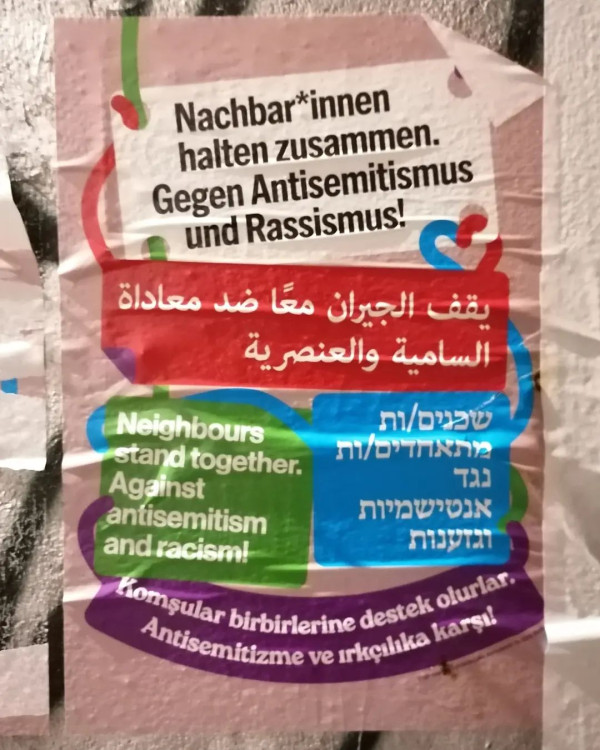 Nachbar*innen
halten zusammen.
Gegen Antisemitismus
und Rassismus!
يقف الجيران معًا ضد معاداة
السامية والعنصرية
Neighbours
stand together.
Against
antisemitism
and racism!
שכנים/ות
מתאחדים/ות
נגד
אנטישמיות
וגזענות
Komşular birbirlerine destek olurlar.
Antisemitizme ve ırkçılıka karşı!